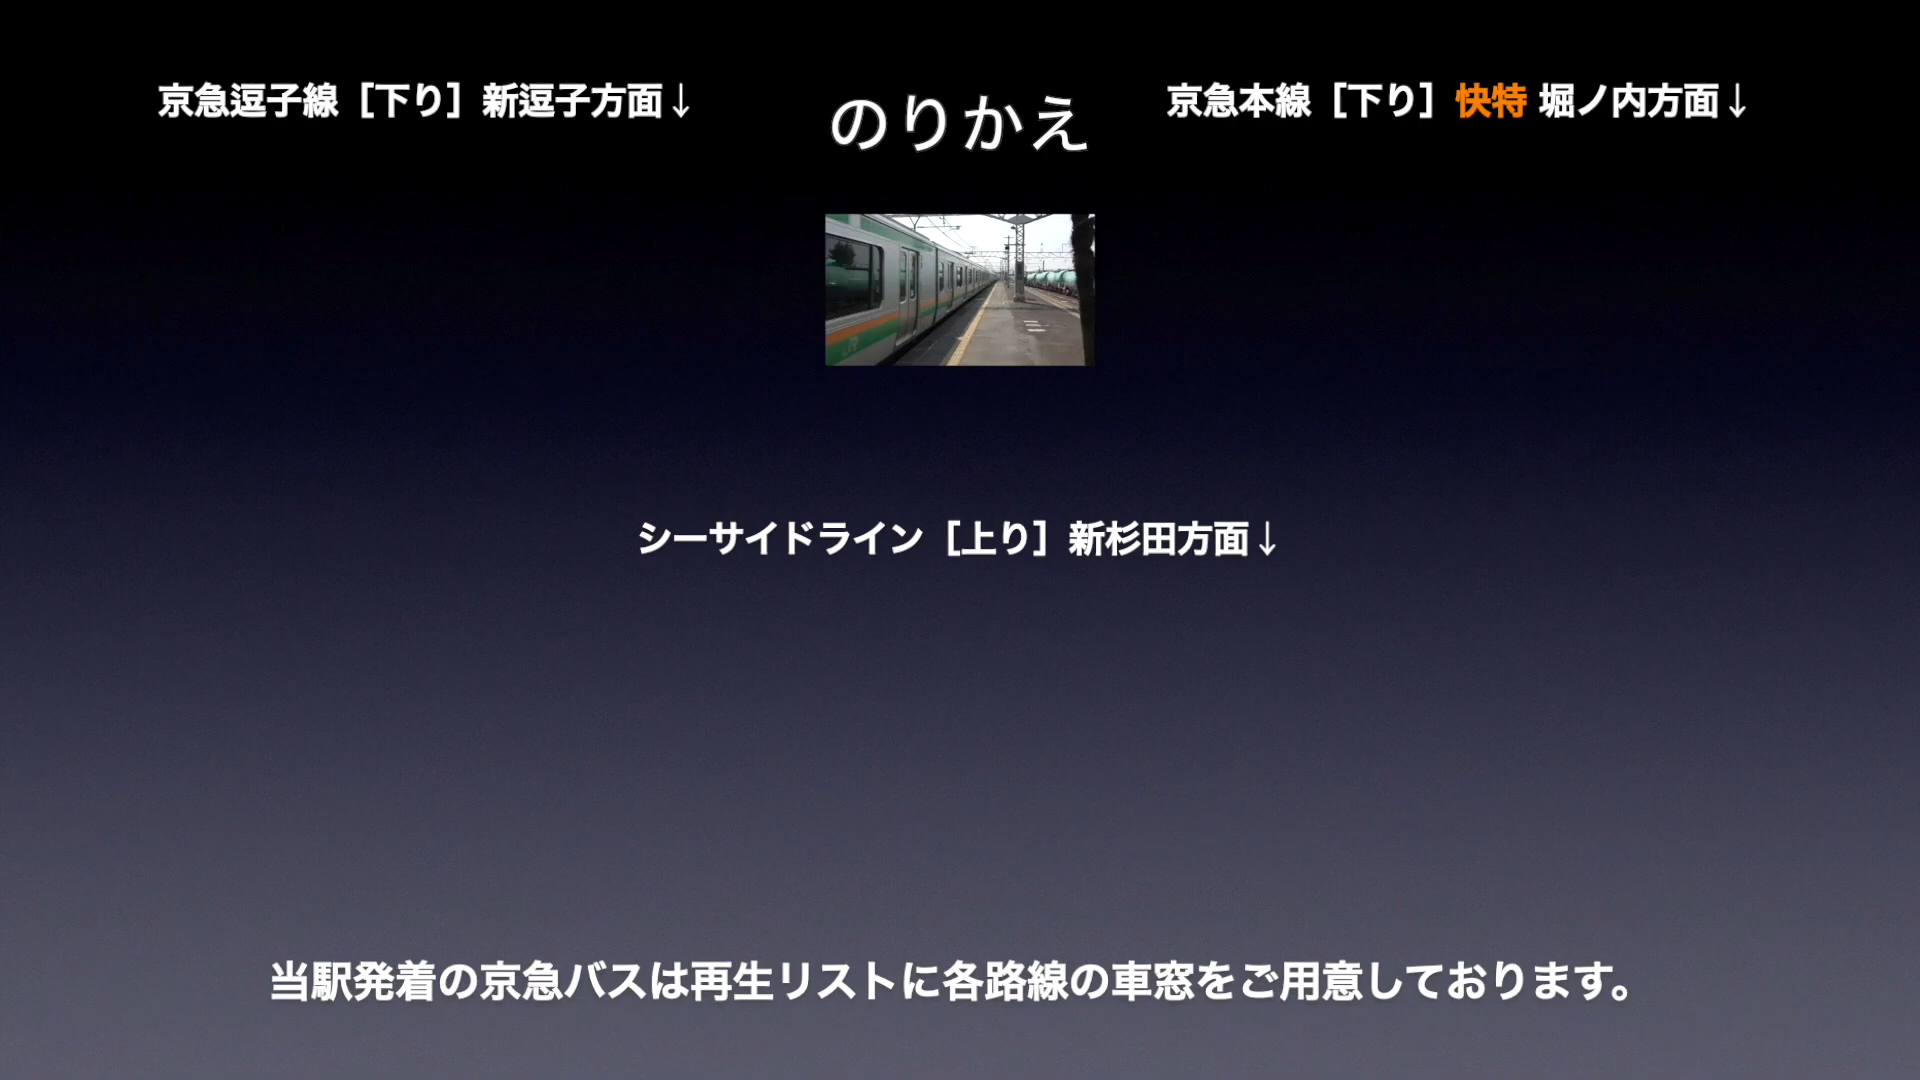 京急逗子線［下り］新逗子方面↓
のりかえ
京急本線［下り］快特 堀ノ内方面↓
JR
シーサイドライン［上り］新杉田方面↓
当駅発着の京急バスは再生リストに各路線の車窓をご用意しております。